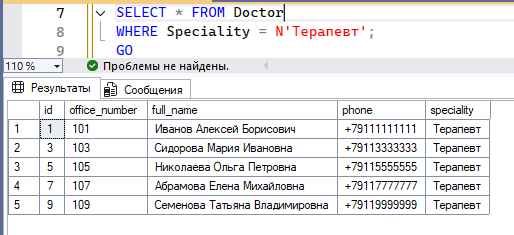 7 SELECT * FROM Doctor
8 WHERE Speciality = N'Терапевт';
9 GO
110 % Проблемы не найдены.
Результаты Сообщения
id office_number full_name phone speciality
1 1 101 Иванов Алексей Борисович +79111111111 Терапевт
2 3 103 Сидорова Мария Ивановна +79113333333 Терапевт
3 5 105 Николаева Ольга Петровна +79115555555 Терапевт
4 7 107 Абрамова Елена Михайловна +79117777777 Терапевт
5 9 109 Семенова Татьяна Владимировна +79119999999 Терапевт